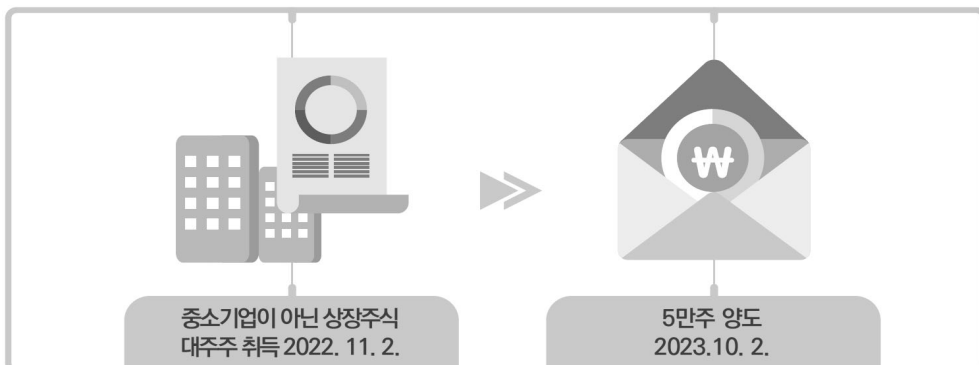 ₩
중소기업이 아닌 상장주식
대주주 취득 2022. 11. 2.
5만주 양도
2023.10. 2.